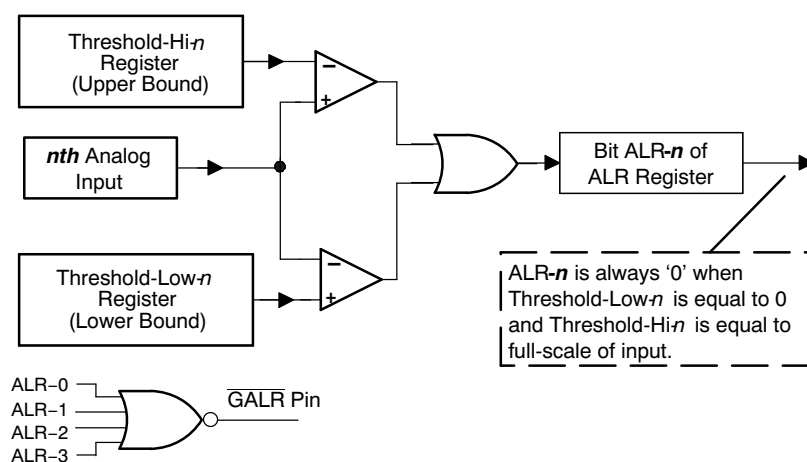 Threshold-Hi-n
Register
(Upper Bound)
−
+
nth Analog
Input
Bit ALR-n of
ALR Register
Threshold-Low-n
Register
(Lower Bound)
−
+
ALR-n is always ‘0’ when
Threshold-Low-n is equal to 0
and Threshold-Hi-n is equal to
full-scale of input.
ALR−0
ALR−1
ALR−2
ALR−3
GALR Pin